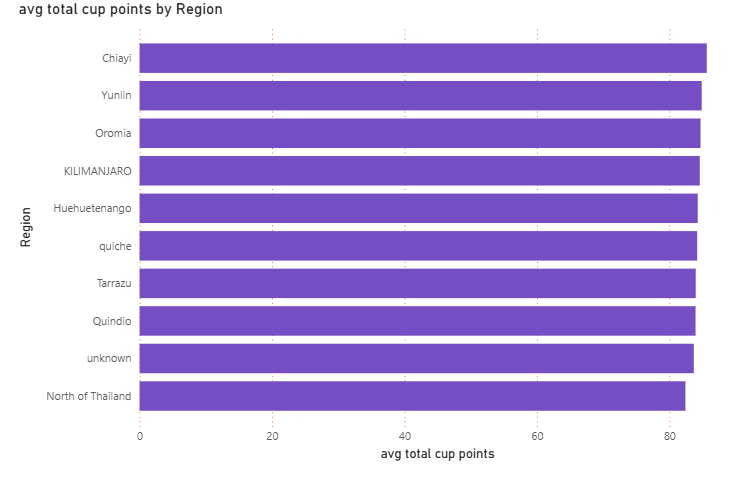 avg total cup points by Region
Region
Chiayi
Yunlin
Oromia
KILIMANJARO
Huehuetenango
quiche
Tarrazu
Quindio
unknown
North of Thailand
0 20 40 60 80
avg total cup points